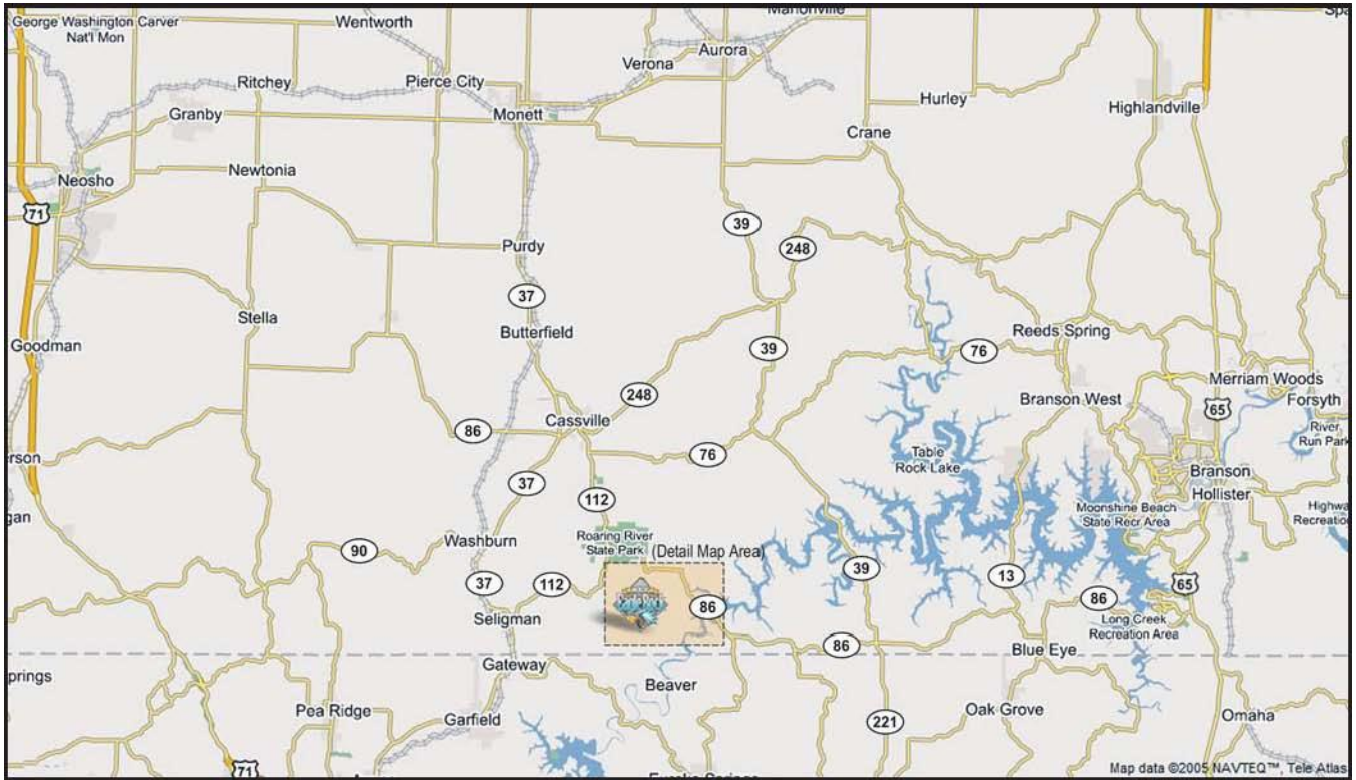 George Washington Carver
Nat'l Mon
Wentworth
Marionville
Aurora
Verona
Ritchey
Pierce City
Hurley
Highlandville
Granby
Monett
Crane
Newtonia
Neosho
71
39
Purdy
248
37
Stella
Butterfield
Reeds Spring
Goodman
39
76
Merriam Woods
248
Branson West
65
Forsyth
Cassville
86
River
Run Park
76
Table
Rock Lake
Branson
37
112
Hollister
Moonshine Beach
State Recr Area
Washburn
Roaring River
State Park
(Detail Map Area)
90
39
13
37
112
65
86
86
Seligman
Long Creek
Recreation Area
86
Blue Eye
Gateway
Beaver
Pea Ridge
Garfield
Oak Grove
221
Omaha
71
Map data ©2005 NAVTEQ™, Tele Atlas